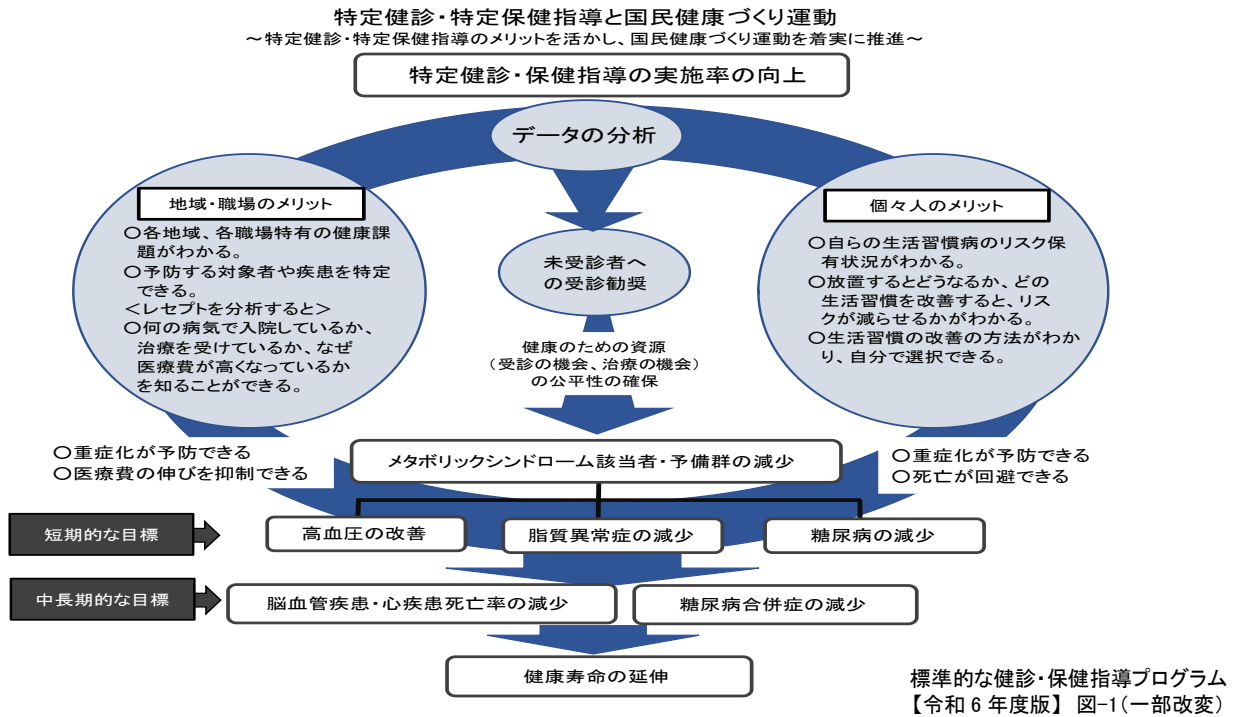 特定健診・特定保健指導と国民健康づくり運動
～特定健診・特定保健指導のメリットを活かし、国民健康づくり運動を着実に推進～
特定健診・保健指導の実施率の向上
データの分析
地域・職場のメリット
○各地域、各職場特有の健康課
題がわかる。
○予防する対象者や疾患を特定
できる。
＜レセプトを分析すると＞
○何の病気で入院しているか、
治療を受けているか、なぜ
医療費が高くなっているか
を知ることができる。
未受診者へ
の受診勧奨
個々人のメリット
○自らの生活習慣病のリスク保
有状況がわかる。
○放置するとどうなるか、どの
生活習慣を改善すると、リス
クが減らせるかがわかる。
○生活習慣の改善の方法がわか
り、自分で選択できる。
健康のための資源
（受診の機会、治療の機会）
の公平性の確保
○重症化が予防できる
○医療費の伸びを抑制できる
メタボリックシンドローム該当者・予備群の減少
○重症化が予防できる
○死亡が回避できる
短期的な目標
高血圧の改善
脂質異常症の減少
糖尿病の減少
中長期的な目標
脳血管疾患・心疾患死亡率の減少
糖尿病合併症の減少
健康寿命の延伸
標準的な健診・保健指導プログラム
【令和6年度版】 図-1（一部改変）